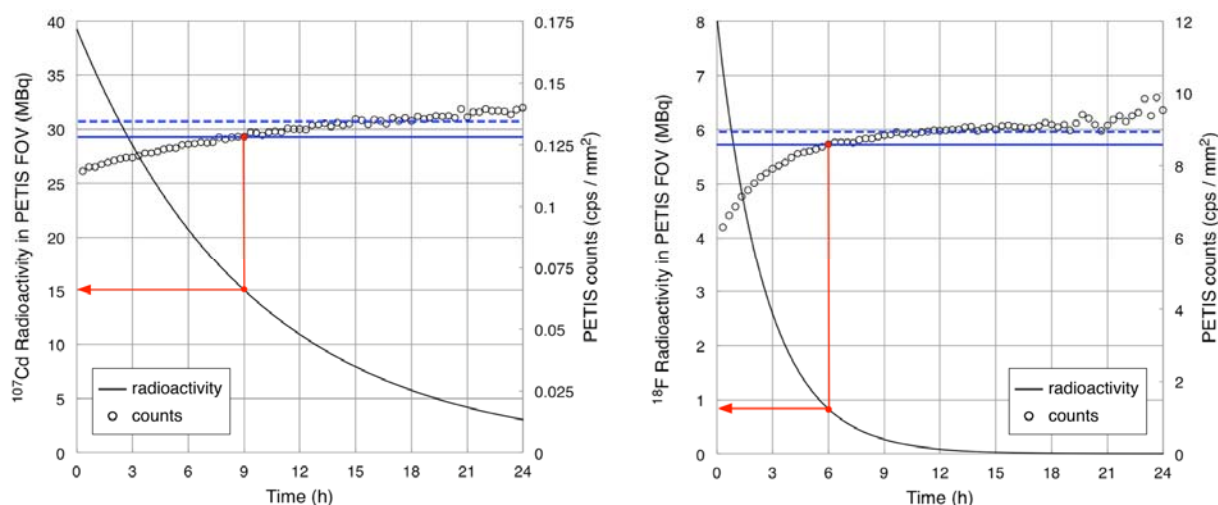 40
35
30
25
20
15
10
5
0
0.175
0.15
0.125
0.1
0.075
0.05
0.025
0
0 3 6 9 12 15 18 21 24
Time (h)
¹⁰⁷Cd Radioactivity in PETIS FOV (MBq)
PETIS counts (cps / mm²)
radioactivity
counts
8
7
6
5
4
3
2
1
0
12
10
8
6
4
2
0
0 3 6 9 12 15 18 21 24
Time (h)
¹⁸F Radioactivity in PETIS FOV (MBq)
PETIS counts (cps / mm²)
radioactivity
counts